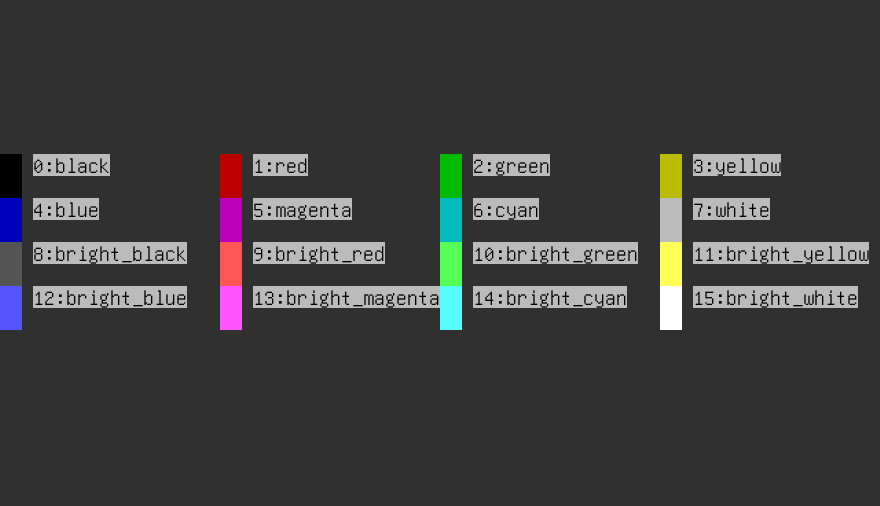 0:black 1:red 2:green 3:yellow
4:blue 5:magenta 6:cyan 7:white
8:bright_black 9:bright_red 10:bright_green 11:bright_yellow
12:bright_blue 13:bright_magenta 14:bright_cyan 15:bright_white